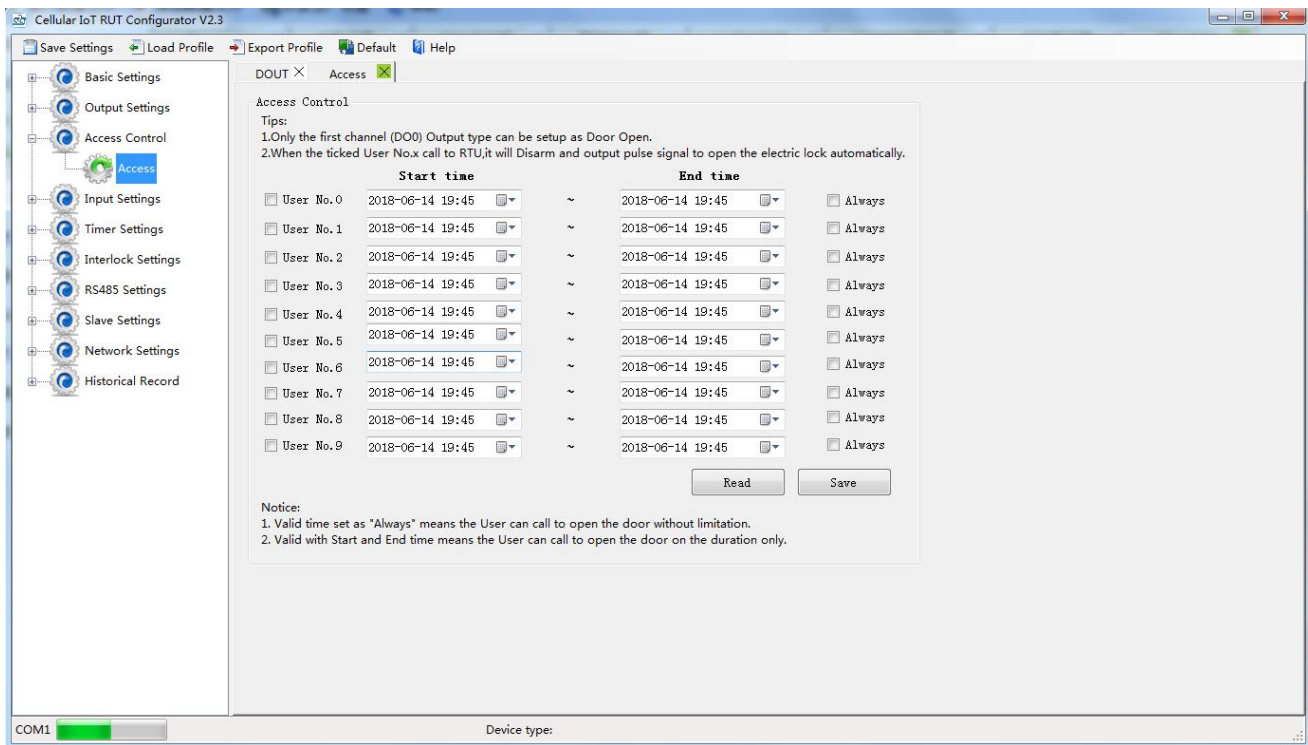 Cellular IoT RUT Configurator V2.3
Save Settings Load Profile Export Profile Default Help
Basic Settings
Output Settings
Access Control
Access
Input Settings
Timer Settings
Interlock Settings
RS485 Settings
Slave Settings
Network Settings
Historical Record
DOUT Access
Access Control
Tips:
1.Only the first channel (DO0) Output type can be setup as Door Open.
2.When the ticked User No.x call to RTU,it will Disarm and output pulse signal to open the electric lock automatically.
Start time End time
User No.0 2018-06-14 19:45 ~ 2018-06-14 19:45 Always
User No.1 2018-06-14 19:45 ~ 2018-06-14 19:45 Always
User No.2 2018-06-14 19:45 ~ 2018-06-14 19:45 Always
User No.3 2018-06-14 19:45 ~ 2018-06-14 19:45 Always
User No.4 2018-06-14 19:45 ~ 2018-06-14 19:45 Always
User No.5 2018-06-14 19:45 ~ 2018-06-14 19:45 Always
User No.6 2018-06-14 19:45 ~ 2018-06-14 19:45 Always
User No.7 2018-06-14 19:45 ~ 2018-06-14 19:45 Always
User No.8 2018-06-14 19:45 ~ 2018-06-14 19:45 Always
User No.9 2018-06-14 19:45 ~ 2018-06-14 19:45 Always
Read Save
Notice:
1. Valid time set as "Always" means the User can call to open the door without limitation.
2. Valid with Start and End time means the User can call to open the door on the duration only.
COM1 Device type: